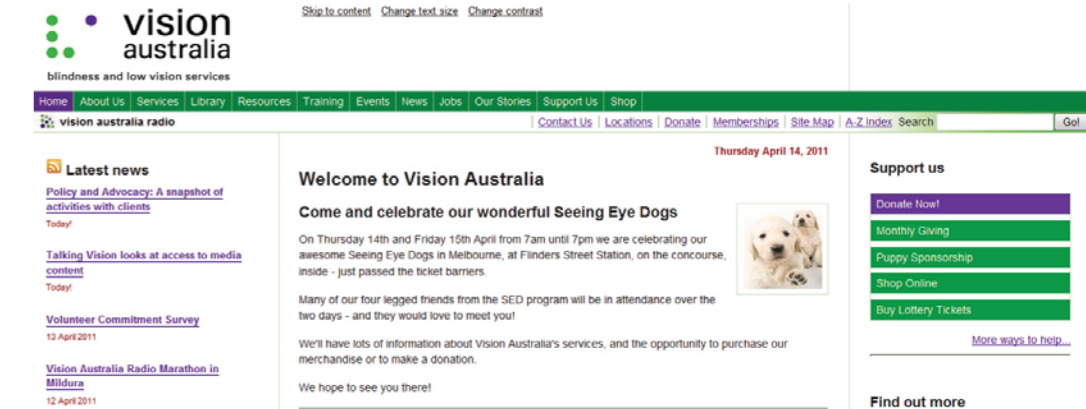 vision
australia
blindness and low vision services
Skip to content Change text size Change contrast
Home About Us Services Library Resources Training Events News Jobs Our Stories Support Us Shop
vision australia radio
Contact Us Locations Donate Memberships Site Map A-Z Index Search Go!
Latest news
Policy and Advocacy: A snapshot of
activities with clients
Today!
Talking Vision looks at access to media
content
Today!
Volunteer Commitment Survey
13 April 2011
Vision Australia Radio Marathon in
Mildura
12 April 2011
Thursday April 14, 2011
Welcome to Vision Australia
Come and celebrate our wonderful Seeing Eye Dogs
On Thursday 14th and Friday 15th April from 7am until 7pm we are celebrating our
awesome Seeing Eye Dogs in Melbourne, at Flinders Street Station, on the concourse,
inside - just passed the ticket barriers.
Many of our four legged friends from the SED program will be in attendance over the
two days - and they would love to meet you!
We'll have lots of information about Vision Australia's services, and the opportunity to purchase our
merchandise or to make a donation.
We hope to see you there!
Support us
Donate Now!
Monthly Giving
Puppy Sponsorship
Shop Online
Buy Lottery Tickets
More ways to help...
Find out more